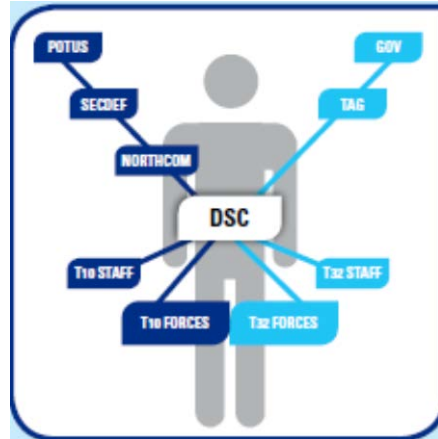 POTUS
GOV
SECDEF
TAG
NORTHCOM
DSC
T10 STAFF
T32 STAFF
T10 FORCES
T32 FORCES